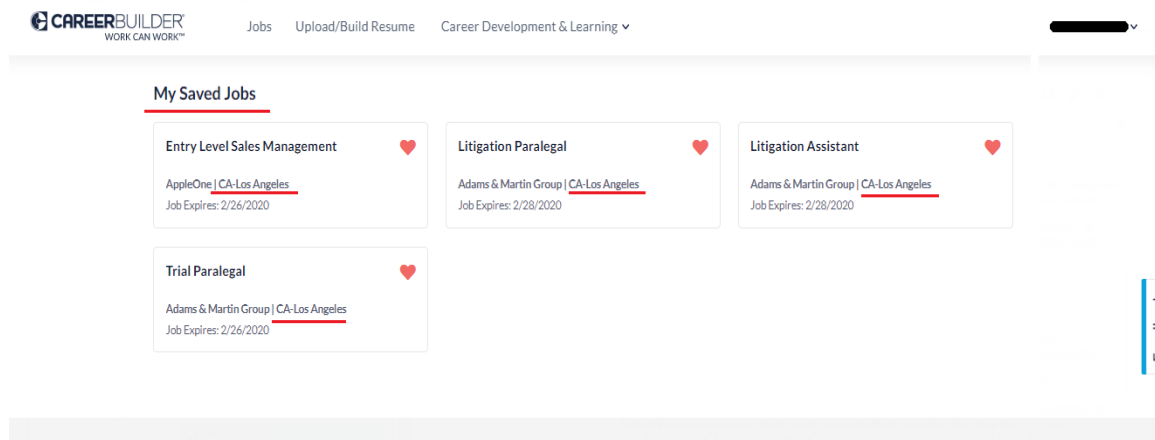 CAREERBUILDER®
WORK CAN WORK™
Jobs Upload/Build Resume Career Development & Learning
My Saved Jobs
Entry Level Sales Management
AppleOne | CA-Los Angeles
Job Expires: 2/26/2020
Litigation Paralegal
Adams & Martin Group | CA-Los Angeles
Job Expires: 2/28/2020
Litigation Assistant
Adams & Martin Group | CA-Los Angeles
Job Expires: 2/28/2020
Trial Paralegal
Adams & Martin Group | CA-Los Angeles
Job Expires: 2/26/2020